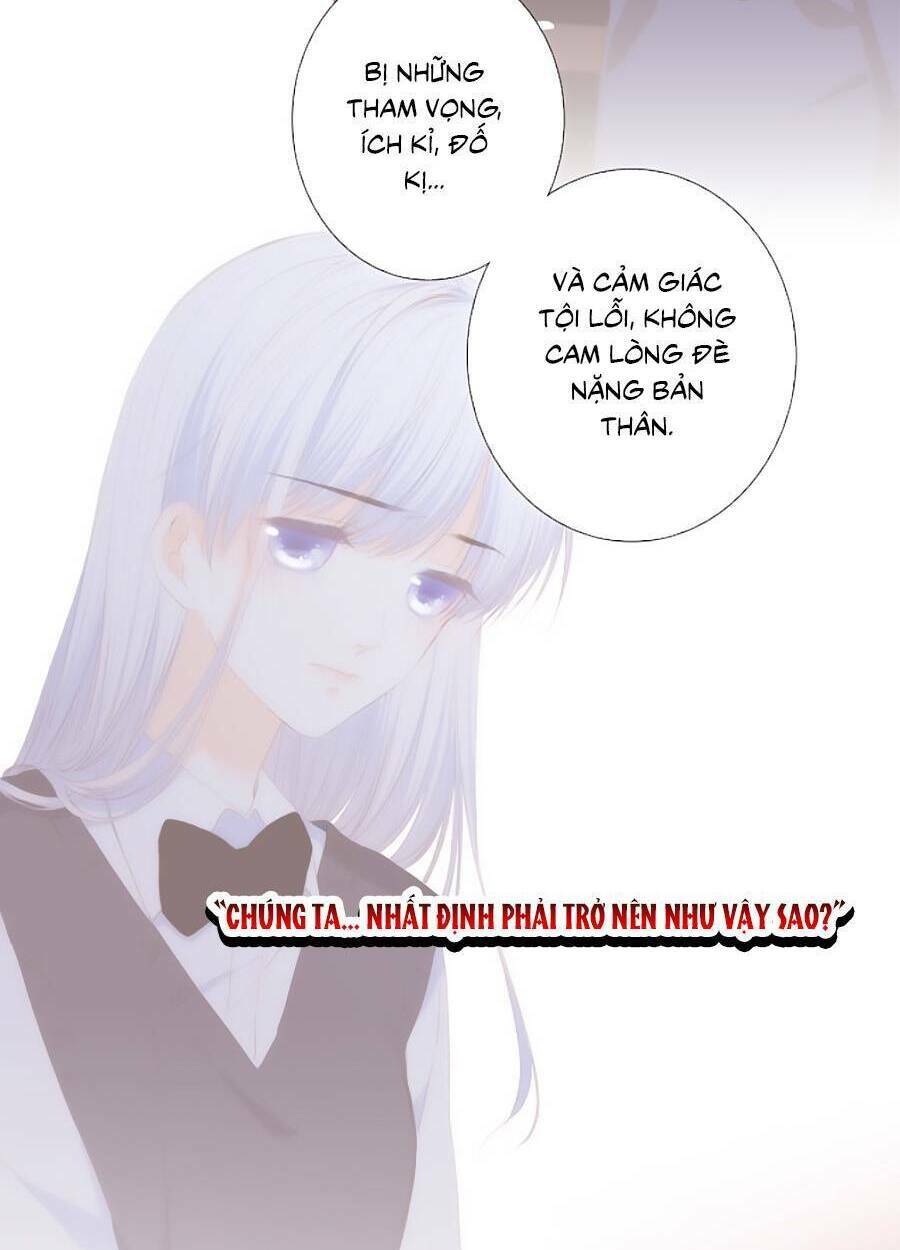 BỊ NHỮNG
THAM VỌNG,
ÍCH KỈ, ĐỐ
KỊ...
VÀ CẢM GIÁC
TỘI LỖI, KHÔNG
CAM LÒNG ĐÈ
NẶNG BẢN
THÂN.
"CHÚNG TA... NHẤT ĐỊNH PHẢI TRỞ NÊN NHƯ VẬY SAO?"